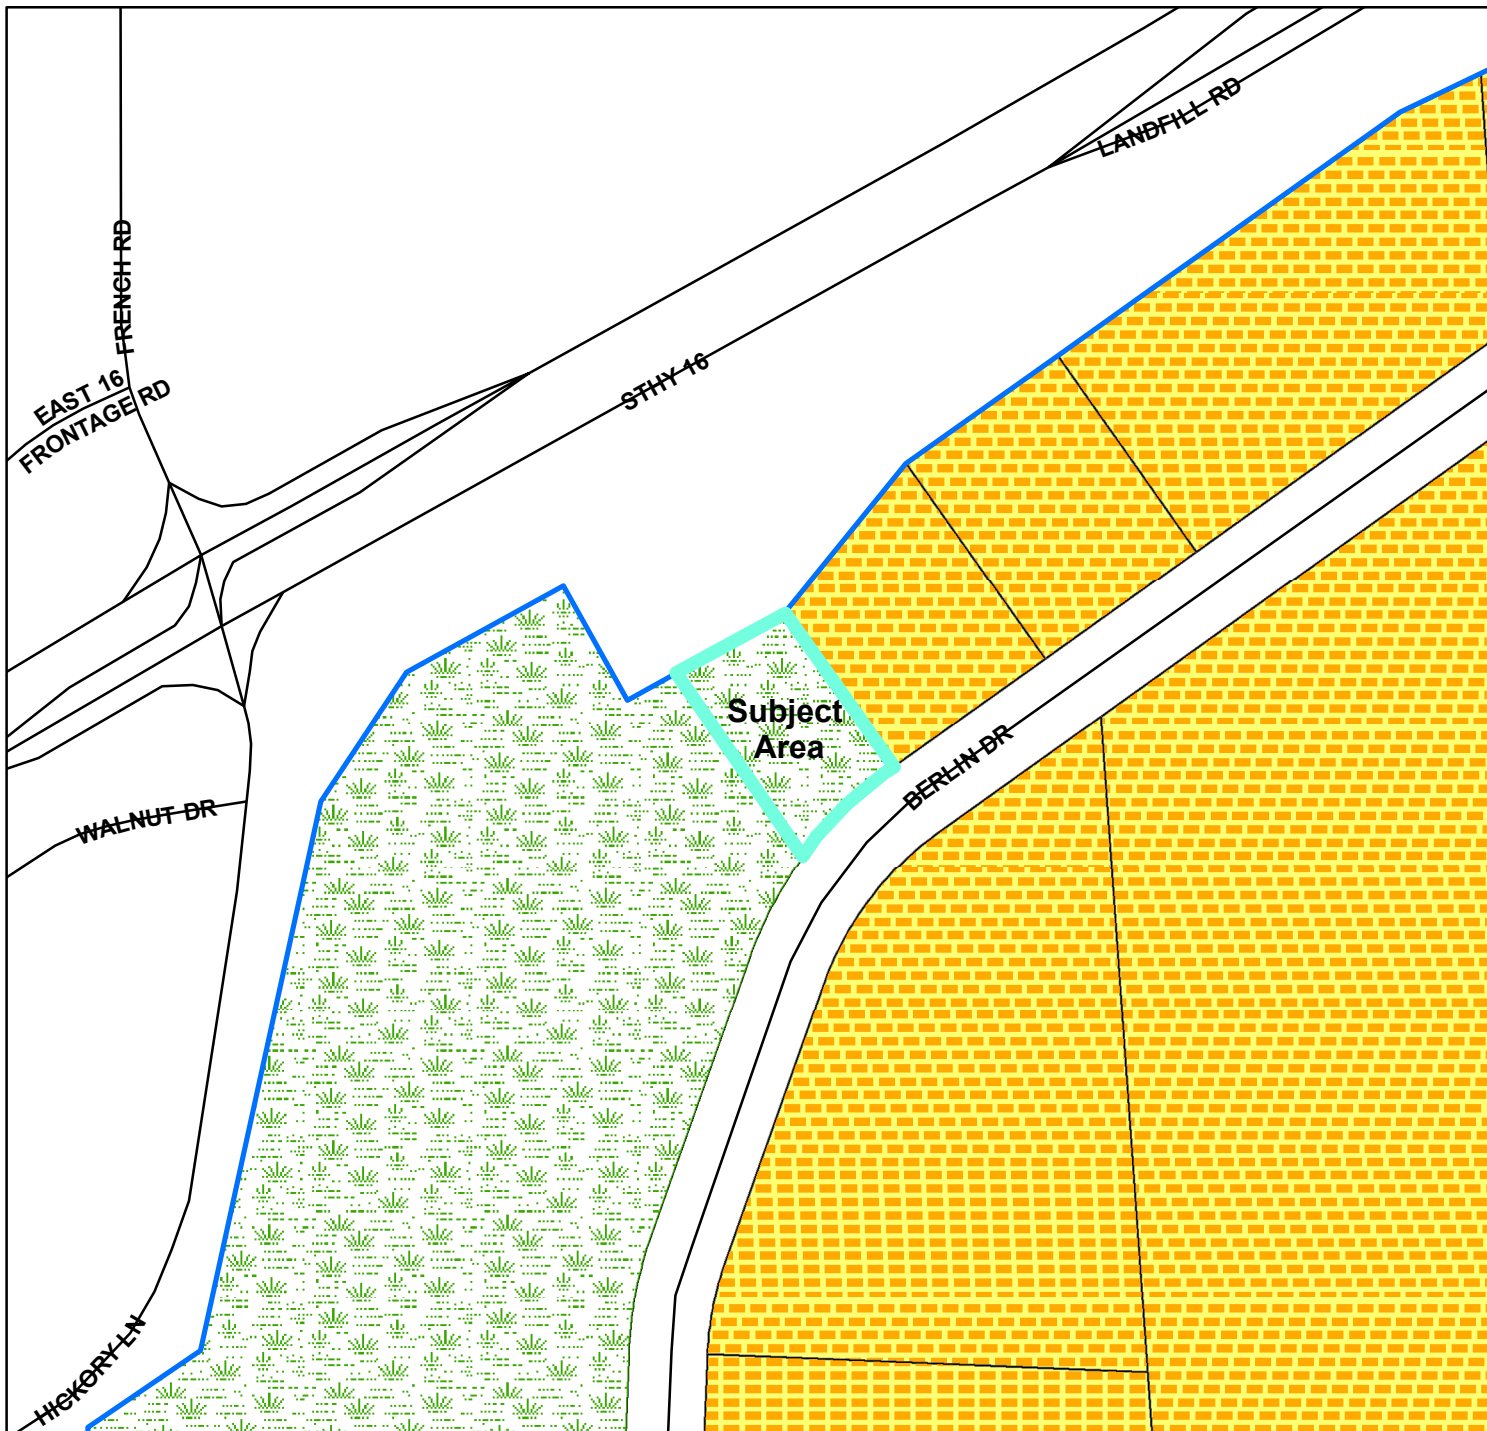 LANDFILL RD
FRENCH RD
EAST 16
FRONTAGE RD
STHY 16
Subject
Area
BERLIN DR
WALNUT DR
HICKORY LN